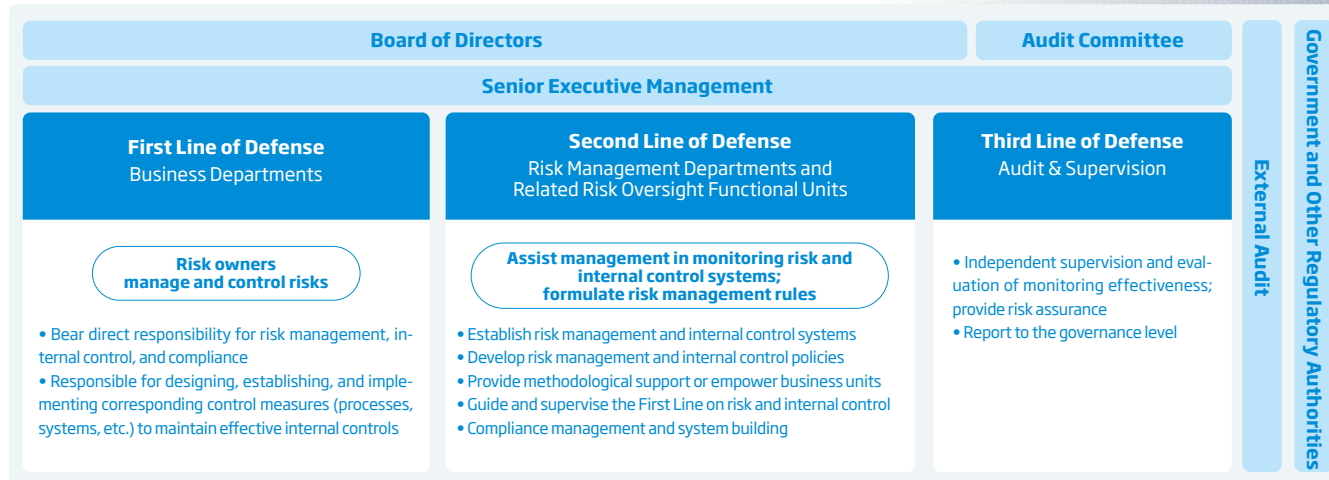 Board of Directors
Audit Committee
Senior Executive Management
First Line of Defense
Business Departments
Risk owners
manage and control risks
• Bear direct responsibility for risk management, in-
ternal control, and compliance
• Responsible for designing, establishing, and imple-
menting corresponding control measures (processes,
systems, etc.) to maintain effective internal controls
Second Line of Defense
Risk Management Departments and
Related Risk Oversight Functional Units
Assist management in monitoring risk and
internal control systems;
formulate risk management rules
• Establish risk management and internal control systems
• Develop risk management and internal control policies
• Provide methodological support or empower business units
• Guide and supervise the First Line on risk and internal control
• Compliance management and system building
Third Line of Defense
Audit & Supervision
• Independent supervision and eval-
uation of monitoring effectiveness;
provide risk assurance
• Report to the governance level
External Audit
Government and Other Regulatory Authorities